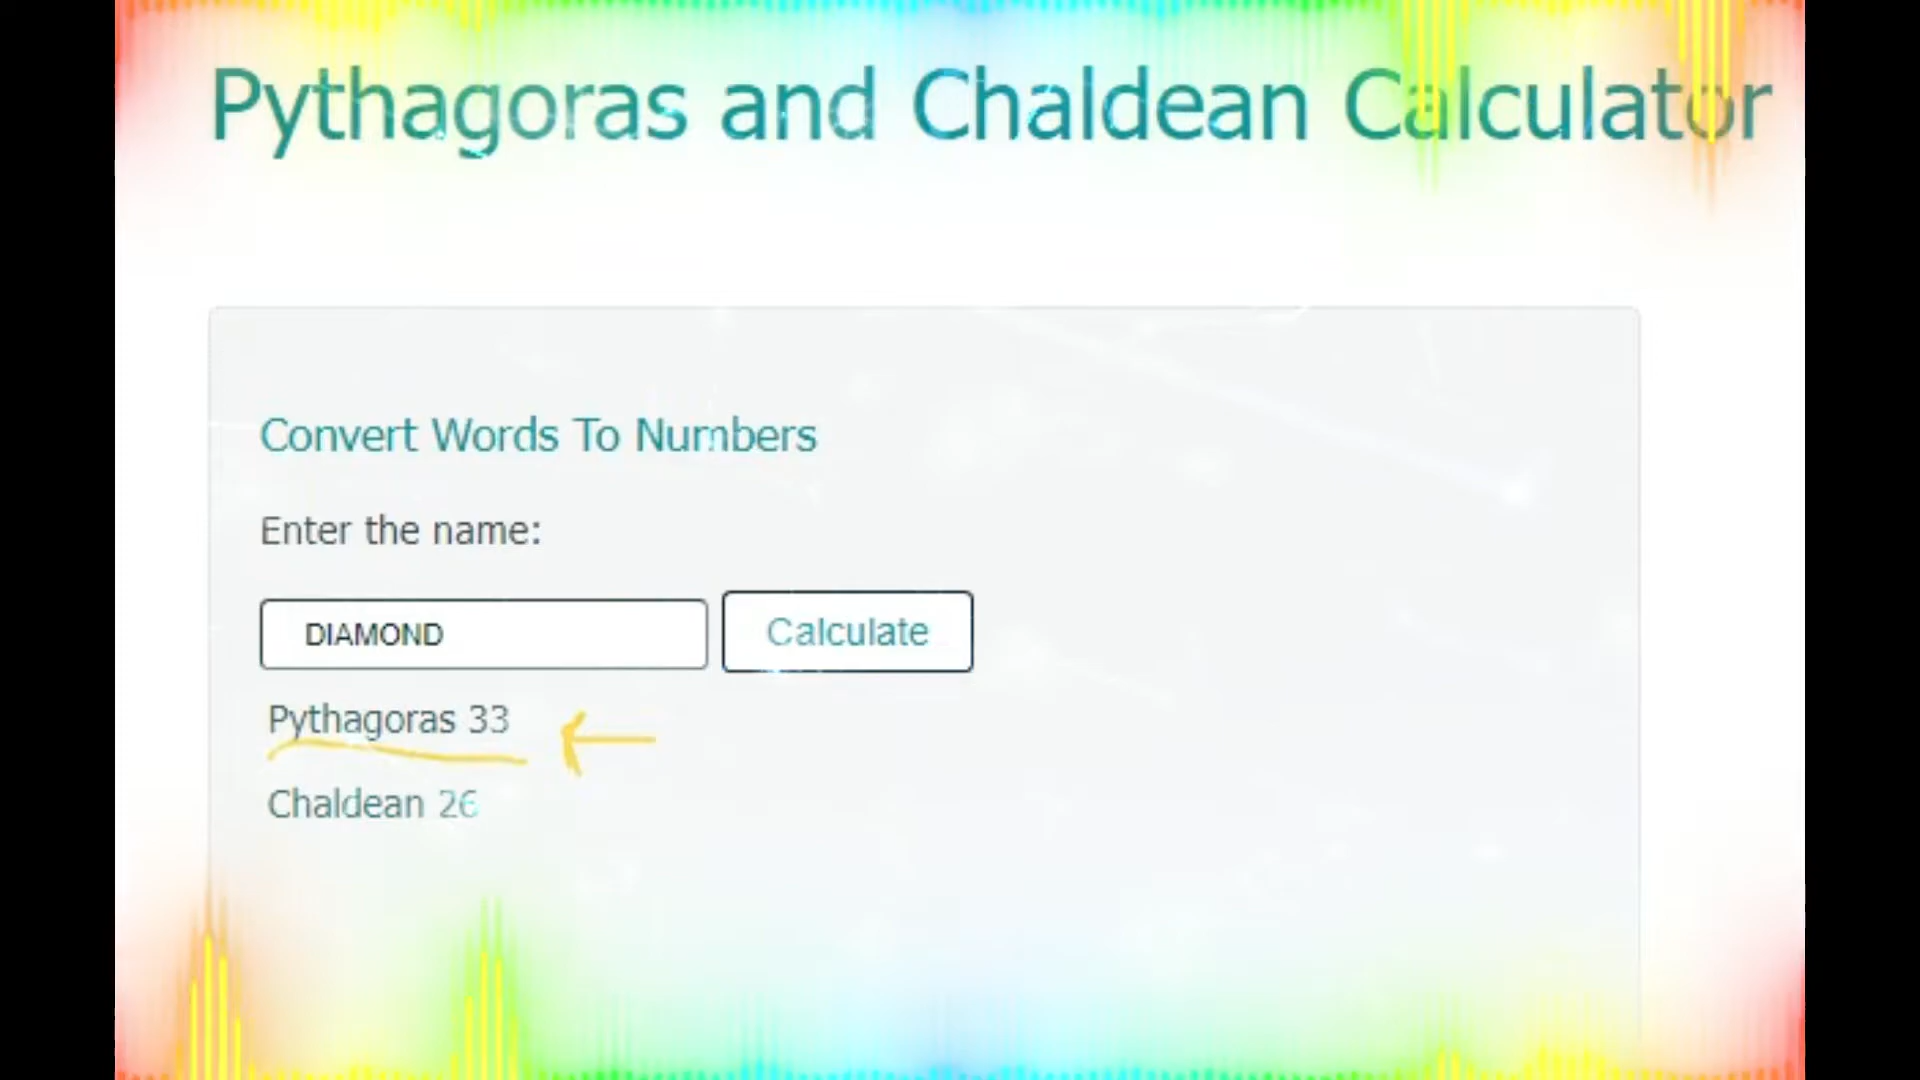 Pythagoras and Chaldean Calculator
Convert Words To Numbers
Enter the name:
DIAMOND Calculate
Pythagoras 33
Chaldean 26